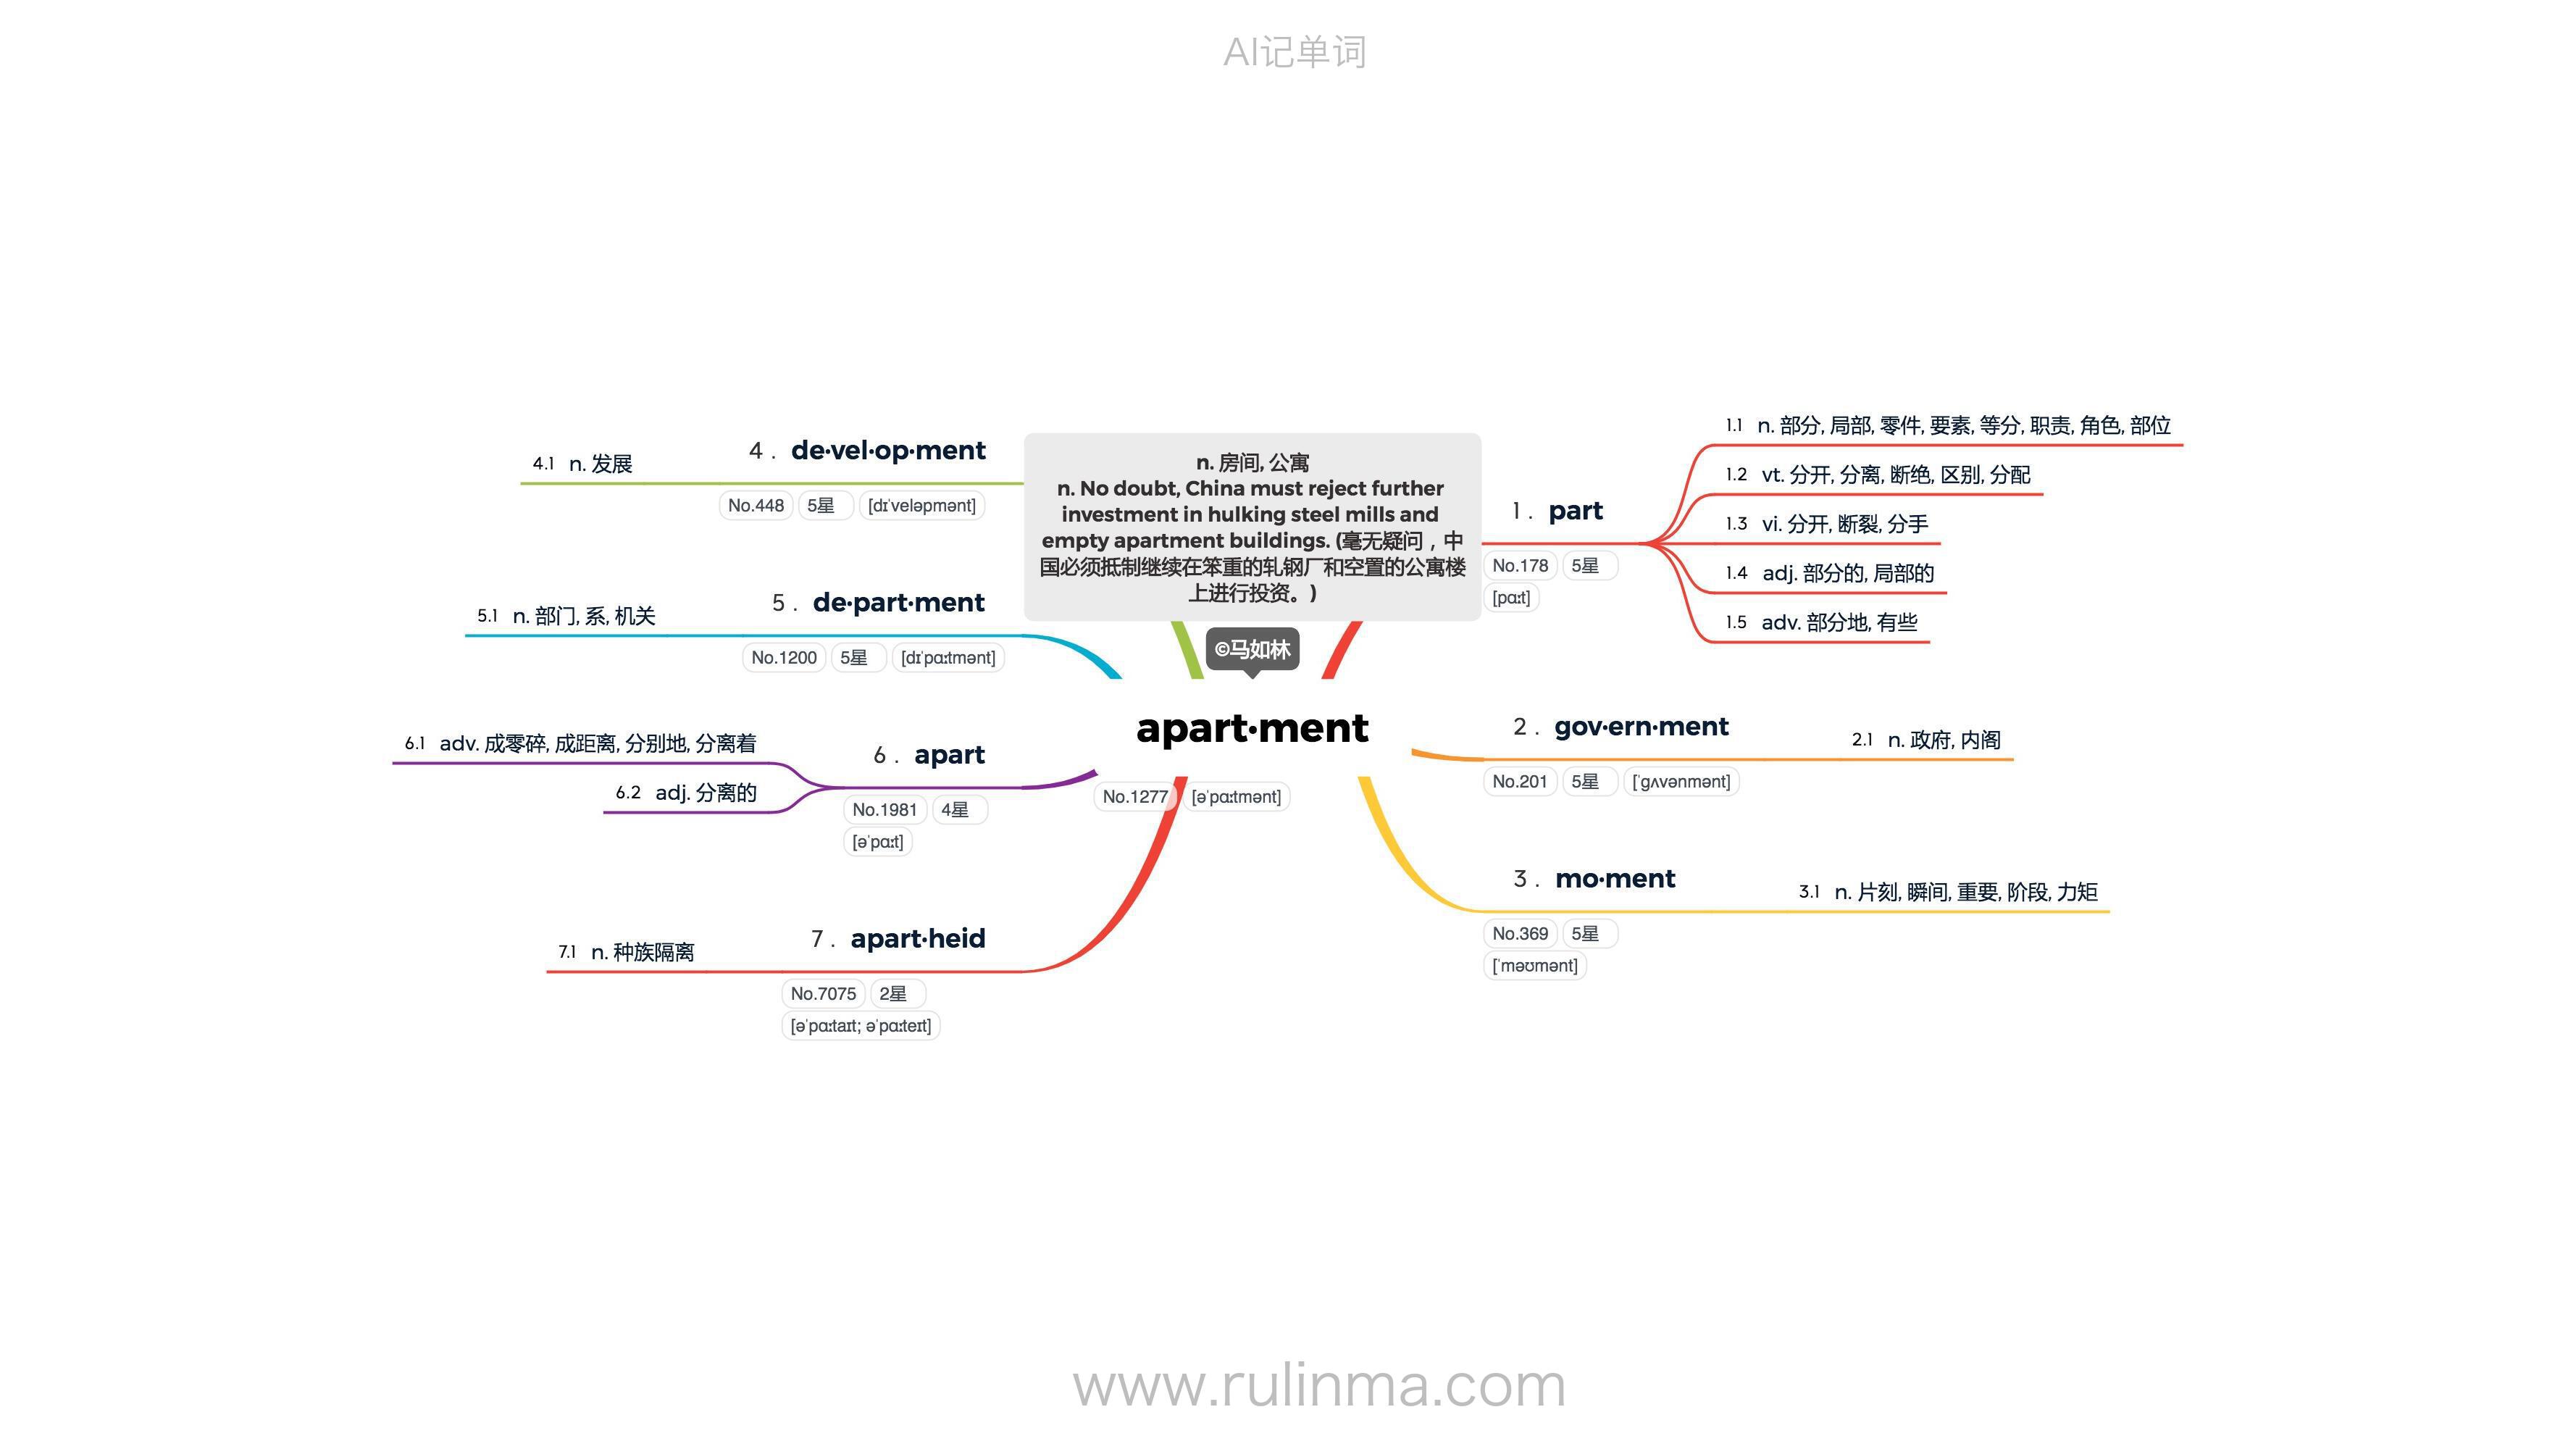 AI记单词
n. 房间, 公寓
n. No doubt, China must reject further
investment in hulking steel mills and
empty apartment buildings. (毫无疑问，中
国必须抵制继续在笨重的轧钢厂和空置的公寓楼
上进行投资。)
©马如林
apart·ment
No.1277 [əˈpɑːtmənt]
1. part
No.178 5星
[pɑːt]
1.1 n. 部分, 局部, 零件, 要素, 等分, 职责, 角色, 部位
1.2 vt. 分开, 分离, 断绝, 区别, 分配
1.3 vi. 分开, 断裂, 分手
1.4 adj. 部分的, 局部的
1.5 adv. 部分地, 有些
2. gov·ern·ment
No.201 5星 [ˈɡʌvənmənt]
2.1 n. 政府, 内阁
3. mo·ment
No.369 5星
[ˈməʊmənt]
3.1 n. 片刻, 瞬间, 重要, 阶段, 力矩
4. de·vel·op·ment
No.448 5星 [dɪˈveləpmənt]
4.1 n. 发展
5. de·part·ment
No.1200 5星 [dɪˈpɑːtmənt]
5.1 n. 部门, 系, 机关
6. apart
No.1981 4星
[əˈpɑːt]
6.1 adv. 成零碎, 成距离, 分别地, 分离着
6.2 adj. 分离的
7. apart·heid
No.7075 2星
[əˈpɑːtaɪt; əˈpɑːteɪt]
7.1 n. 种族隔离
www.rulinma.com